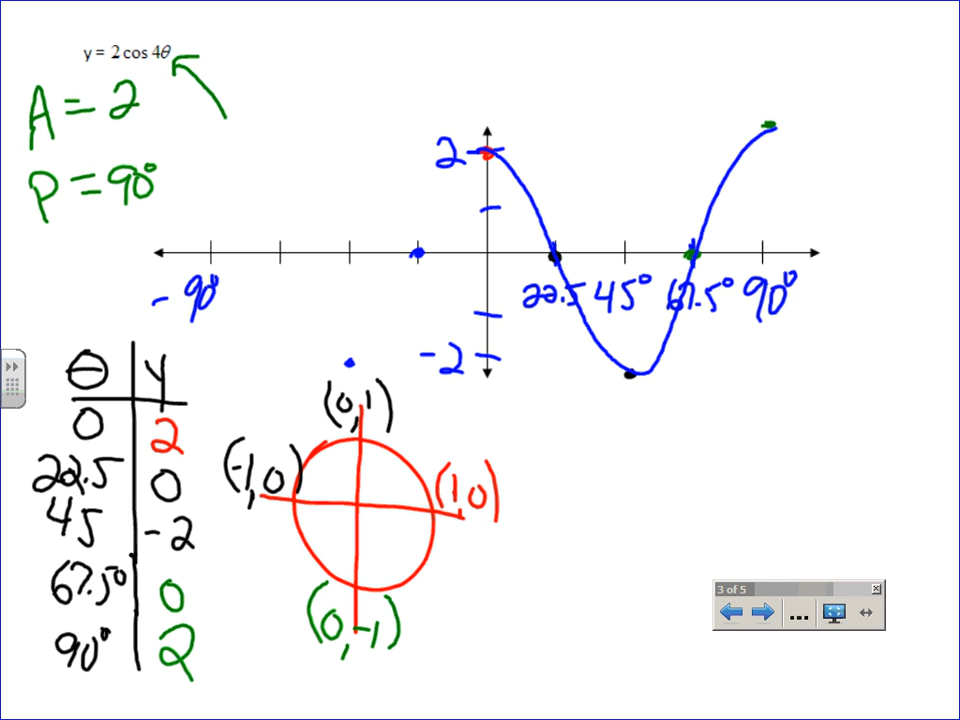 y = 2 cos 4θ
A = 2
P = 90°
2
- 90°
22.5 45° 67.5° 90°
-2
θ y
0 2
22.5 0
45 -2
67.5° 0
90° 2
(0,1)
(-1,0)
(1,0)
(0,-1)
3 of 5
...